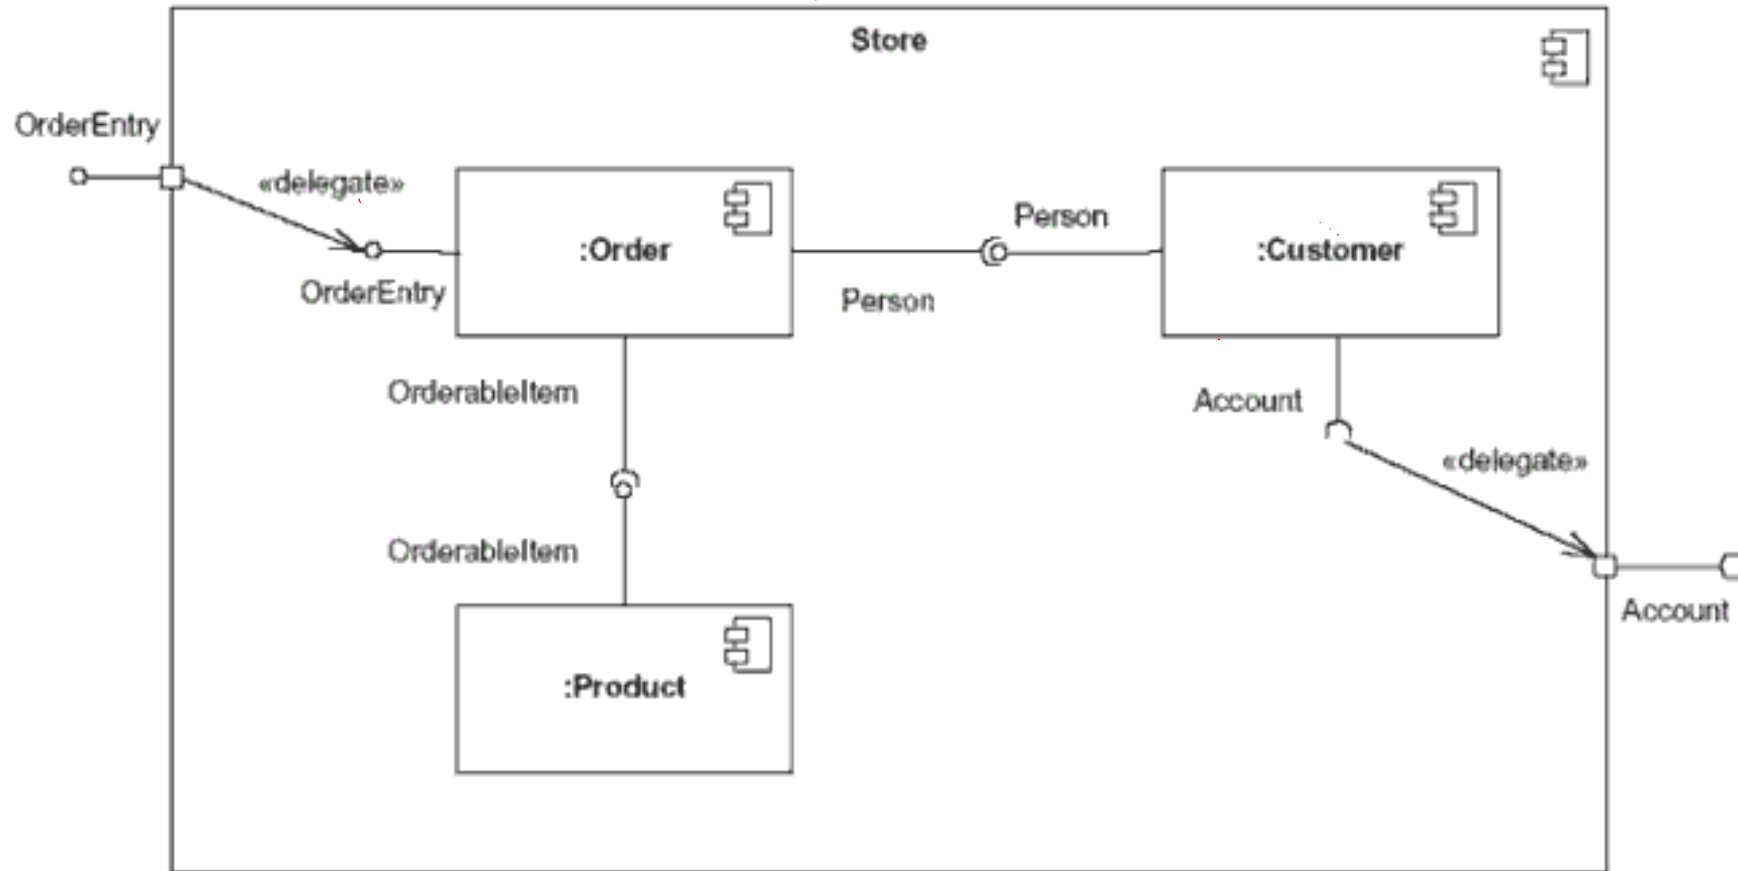 Store
OrderEntry
«delegate»
OrderEntry
:Order
Person
Person
:Customer
OrderableItem
Account
«delegate»
OrderableItem
Account
:Product